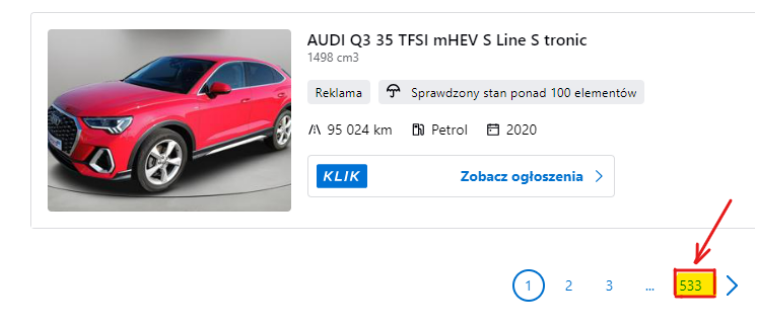 AUDI Q3 35 TFSI mHEV S Line S tronic
1498 cm3
Reklama Sprawdzony stan ponad 100 elementów
95 024 km Petrol 2020
KLIK Zobacz ogłoszenia >
1 2 3 ... 533 >